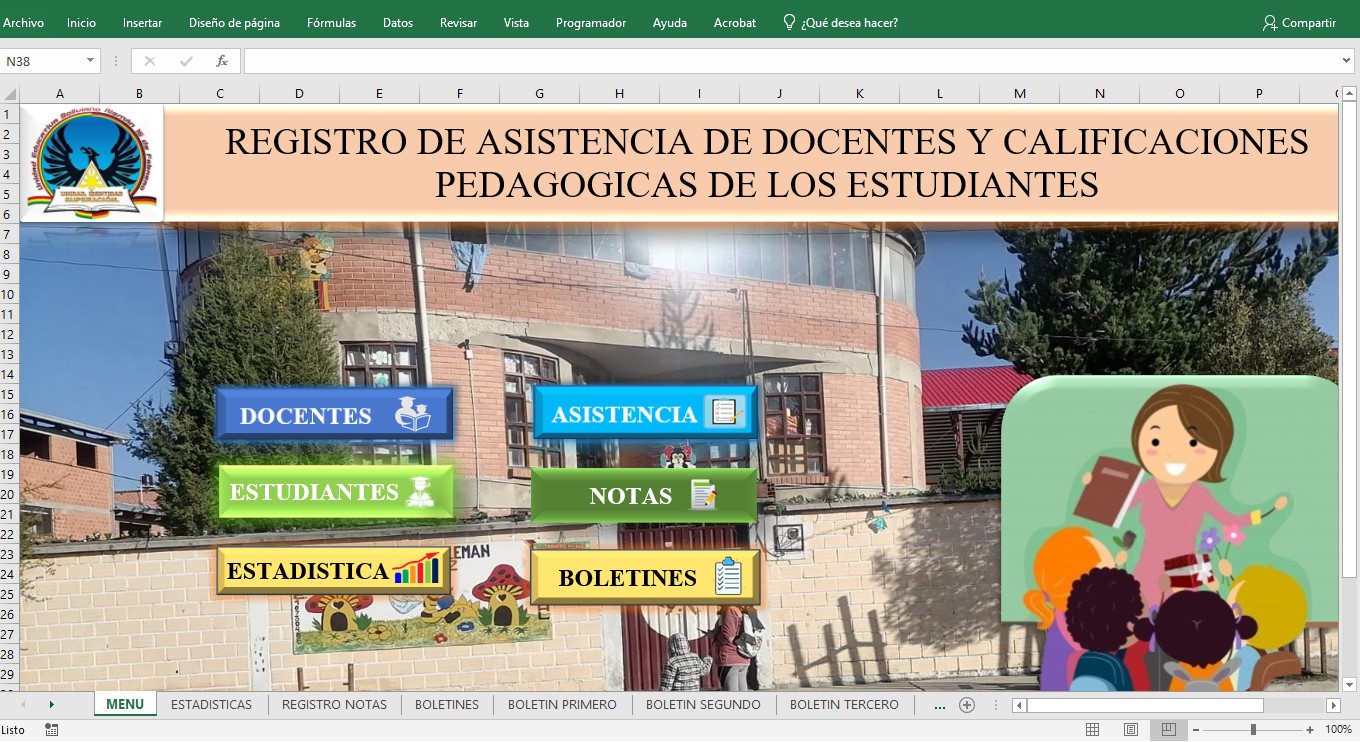 Archivo Inicio Insertar Diseño de página Fórmulas Datos Revisar Vista Programador Ayuda Acrobat ¿Qué desea hacer? Compartir
N38 fx
A B C D E F G H I J K L M N O P
1
2
3
4
5
6
7
8
9
10
11
12
13
14
15
16
17
18
19
20
21
22
23
24
25
26
27
28
29
Unidad Educativa Boliviano Alemán
UNIDAD, IDENTIDAD
SUPERACIÓN
REGISTRO DE ASISTENCIA DE DOCENTES Y CALIFICACIONES
PEDAGOGICAS DE LOS ESTUDIANTES
DOCENTES ASISTENCIA
ESTUDIANTES NOTAS
EMAN
ESTADISTICA BOLETINES
MENU ESTADISTICAS REGISTRO NOTAS BOLETINES BOLETIN PRIMERO BOLETIN SEGUNDO BOLETIN TERCERO ...
Listo 100%